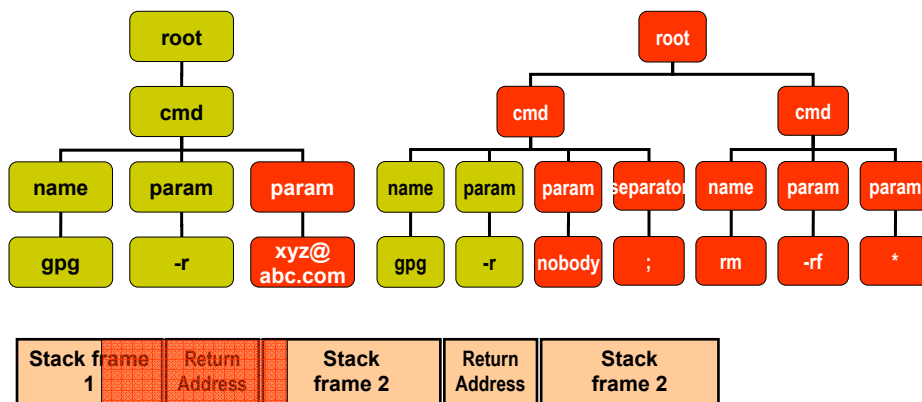 root
root
cmd
cmd
cmd
name
param
param
name
param
param
separator
name
param
param
gpg
-r
xyz@
abc.com
gpg
-r
nobody
;
rm
-rf
*
Stack frame
1
Return
Address
Stack
frame 2
Return
Address
Stack
frame 2